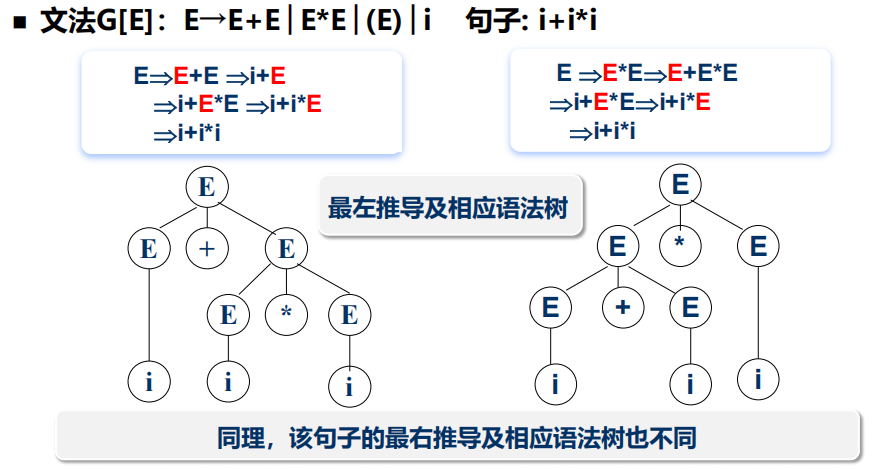 ■ 文法G[E]：E→E+E│E*E│(E)│i 句子: i+i*i
E⇒E+E ⇒i+E
⇒i+E*E ⇒i+i*E
⇒i+i*i
E ⇒E*E⇒E+E*E
⇒i+E*E⇒i+i*E
⇒i+i*i
最左推导及相应语法树
E
E + E
E * E
i i i
E
E * E
E + E
i i i
同理，该句子的最右推导及相应语法树也不同